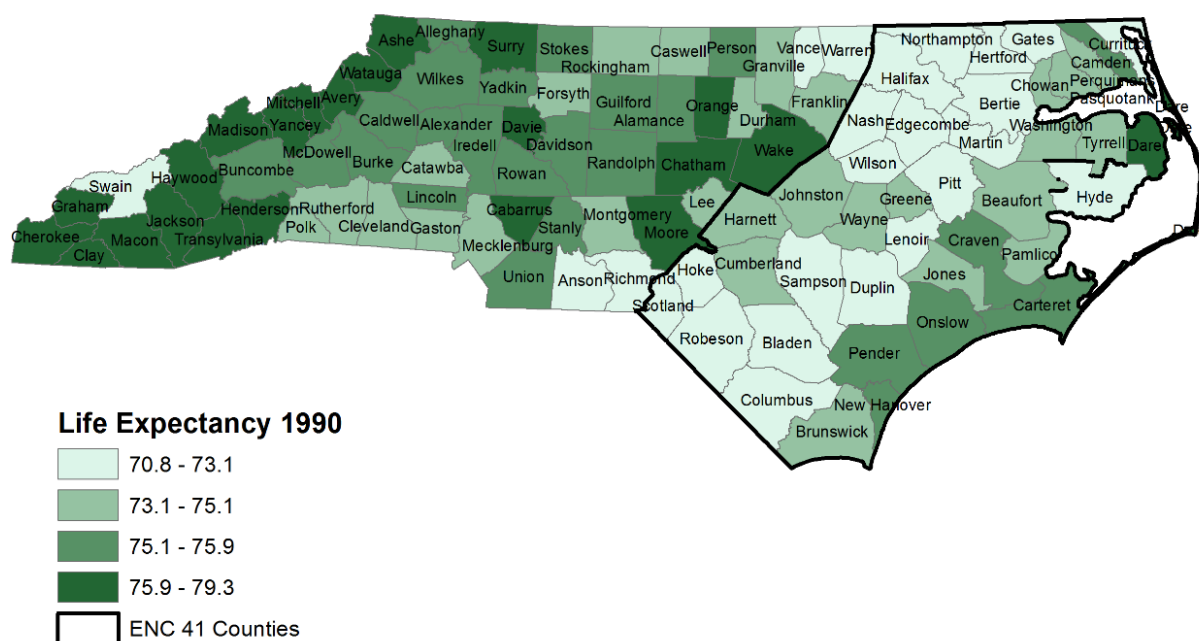 Ashe
Alleghany
Surry
Stokes
Rockingham
Caswell
Person
Granville
Vance
Warren
Northampton
Gates
Hertford
Currituck
Camden
Halifax
Chowan
Perquimans
Pasquotank
Dare
Watauga
Wilkes
Yadkin
Forsyth
Guilford
Alamance
Orange
Durham
Franklin
Nash
Edgecombe
Bertie
Martin
Washington
Tyrrell
Dare
Dare
Mitchell
Avery
Yancey
Madison
Caldwell
Alexander
Iredell
Davie
Davidson
Randolph
Chatham
Wake
Wilson
Pitt
Beaufort
Hyde
Swain
Haywood
Buncombe
McDowell
Burke
Catawba
Rowan
Lincoln
Lee
Johnston
Harnett
Wayne
Greene
Lenoir
Craven
Pamlico
Graham
Cherokee
Clay
Macon
Jackson
Transylvania
Henderson
Polk
Rutherford
Cleveland
Gaston
Mecklenburg
Cabarrus
Stanly
Montgomery
Moore
Union
Anson
Richmond
Scotland
Hoke
Cumberland
Sampson
Duplin
Jones
Onslow
Carteret
Robeson
Bladen
Pender
Columbus
New Hanover
Brunswick
Life Expectancy 1990
70.8 - 73.1
73.1 - 75.1
75.1 - 75.9
75.9 - 79.3
ENC 41 Counties